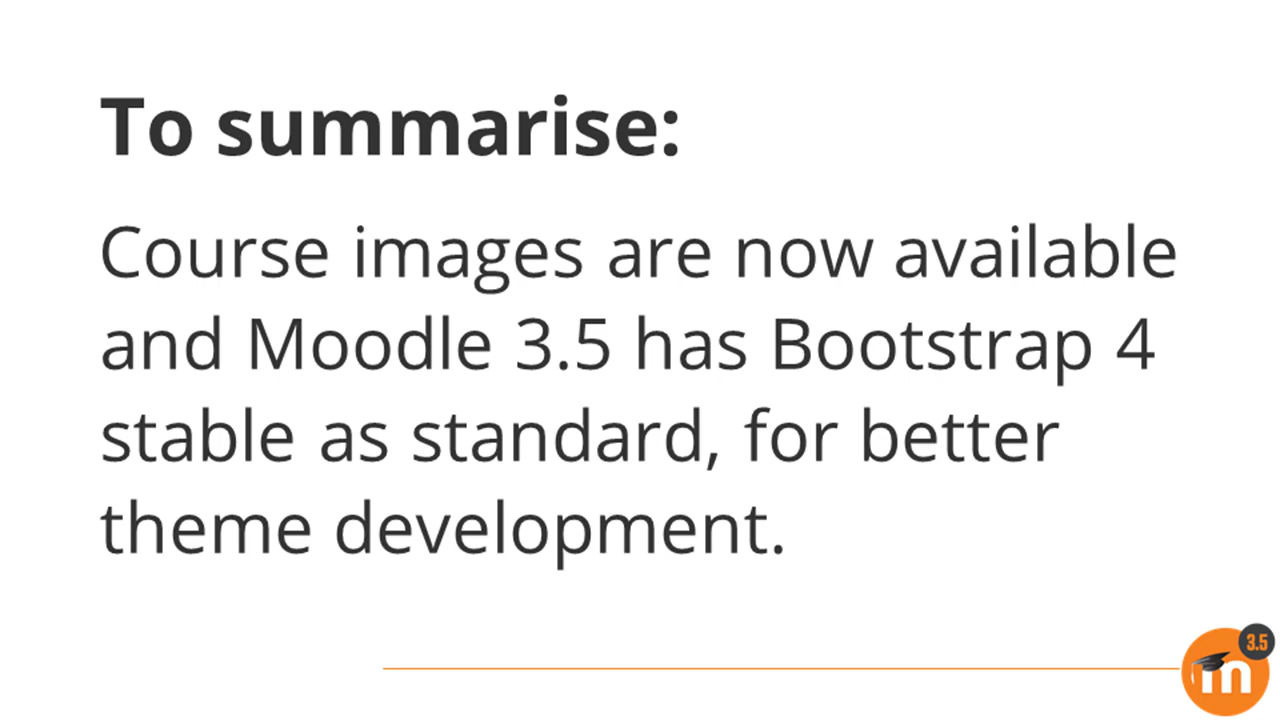 To summarise:
Course images are now available
and Moodle 3.5 has Bootstrap 4
stable as standard, for better
theme development.
3.5
m